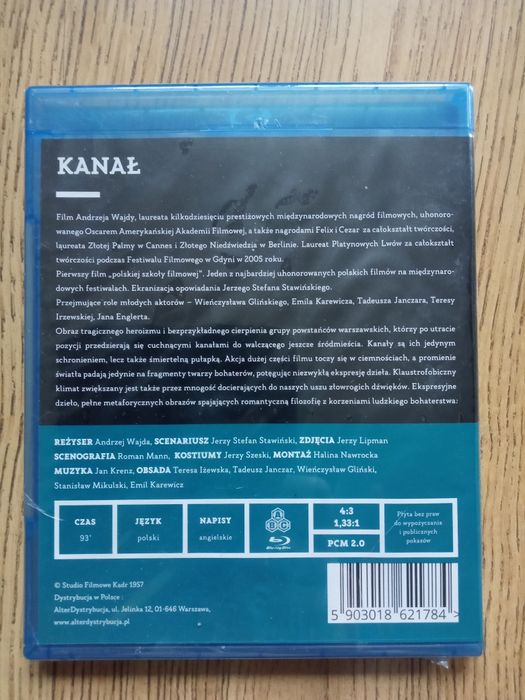 KANAŁ
Film Andrzeja Wajdy, laureata kilkudziesięciu prestiżowych międzynarodowych nagród filmowych, uhonoro-
wanego Oscarem Amerykańskiej Akademii Filmowej, a także nagrodami Felix i Cezar za całokształt twórczości,
laureata Złotej Palmy w Cannes i Złotego Niedźwiedzia w Berlinie. Laureat Platynowych Lwów za całokształt
twórczości podczas Festiwalu Filmowego w Gdyni w 2005 roku.
Pierwszy film „polskiej szkoły filmowej”. Jeden z najbardziej uhonorowanych polskich filmów na międzynaro-
dowych festiwalach. Ekranizacja opowiadania Jerzego Stefana Stawińskiego.
Przejmujące role młodych aktorów – Wieńczysława Glińskiego, Emila Karewicza, Tadeusza Janczara, Teresy
Irzewskiej, Jana Englerta.
Obraz tragicznego heroizmu i bezprzykładnego cierpienia grupy powstańców warszawskich, którzy po utracie
pozycji przedzierają się cuchnącymi kanałami do walczącego jeszcze śródmieścia. Kanały są ich jedynym
schronieniem, lecz także śmiertelną pułapką. Akcja dużej części filmu toczy się w ciemnościach, a promienie
światła padają jedynie na fragmenty twarzy bohaterów, potęgując niezwykłą ekspresję dzieła. Klaustrofobiczny
klimat zwiększany jest także przez mnogość docierających do naszych uszu złowrogich dźwięków. Ekspresyjne
dzieło, pełne metaforycznych obrazów spajających romantyczną filozofię z korzeniami ludzkiego bohaterstwa:
REŻYSER Andrzej Wajda, SCENARIUSZ Jerzy Stefan Stawiński, ZDJĘCIA Jerzy Lipman
SCENOGRAFIA Roman Mann, KOSTIUMY Jerzy Szeski, MONTAŻ Halina Nawrocka
MUZYKA Jan Krenz, OBSADA Teresa Iżewska, Tadeusz Janczar, Wieńczysław Gliński,
Stanisław Mikulski, Emil Karewicz
CZAS
93'
JĘZYK
polski
NAPISY
angielskie
A B C
Blu-ray Disc
4:3
1,33:1
PCM 2.0
Płyta bez praw
do wypożyczania
i publicznych
pokazów
© Studio Filmowe Kadr 1957
Dystrybucja w Polsce :
AlterDystrybucja, ul. Jelinka 12, 01-646 Warszawa,
www.alterdystrybucja.pl
5 903018 621784 >